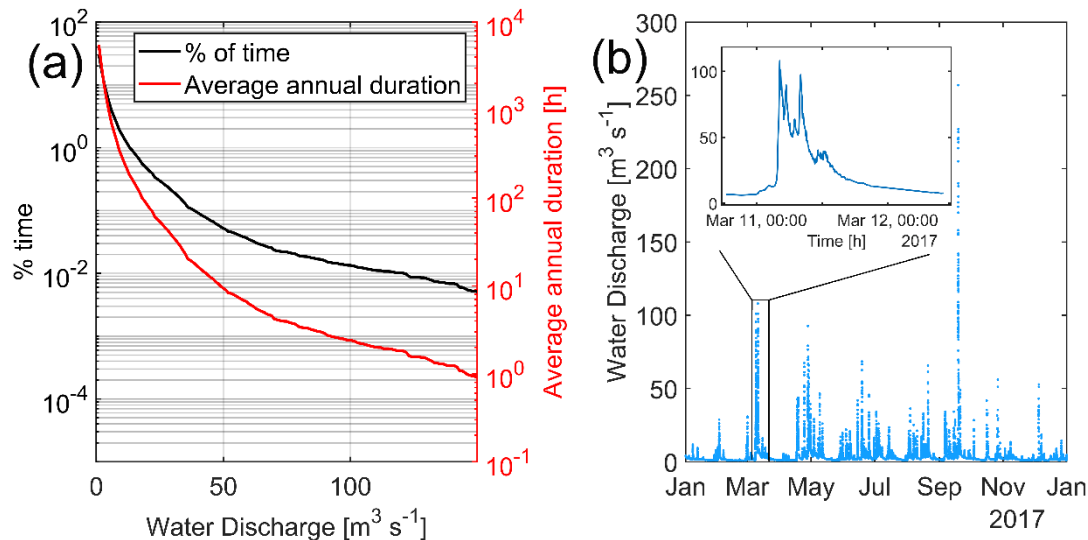 (a)
% of time
Average annual duration [h]
10^2
10^0
10^-2
10^-4
% time
0
50
100
Water Discharge [m^3 s^-1]
10^4
10^3
10^2
10^1
10^0
10^-1
Average annual duration [h]
(b)
300
250
200
150
100
50
0
Water Discharge [m^3 s^-1]
100
50
0
Mar 11, 00:00
Mar 12, 00:00
Time [h]
2017
Jan
Mar
May
Jul
Sep
Nov
Jan
2017